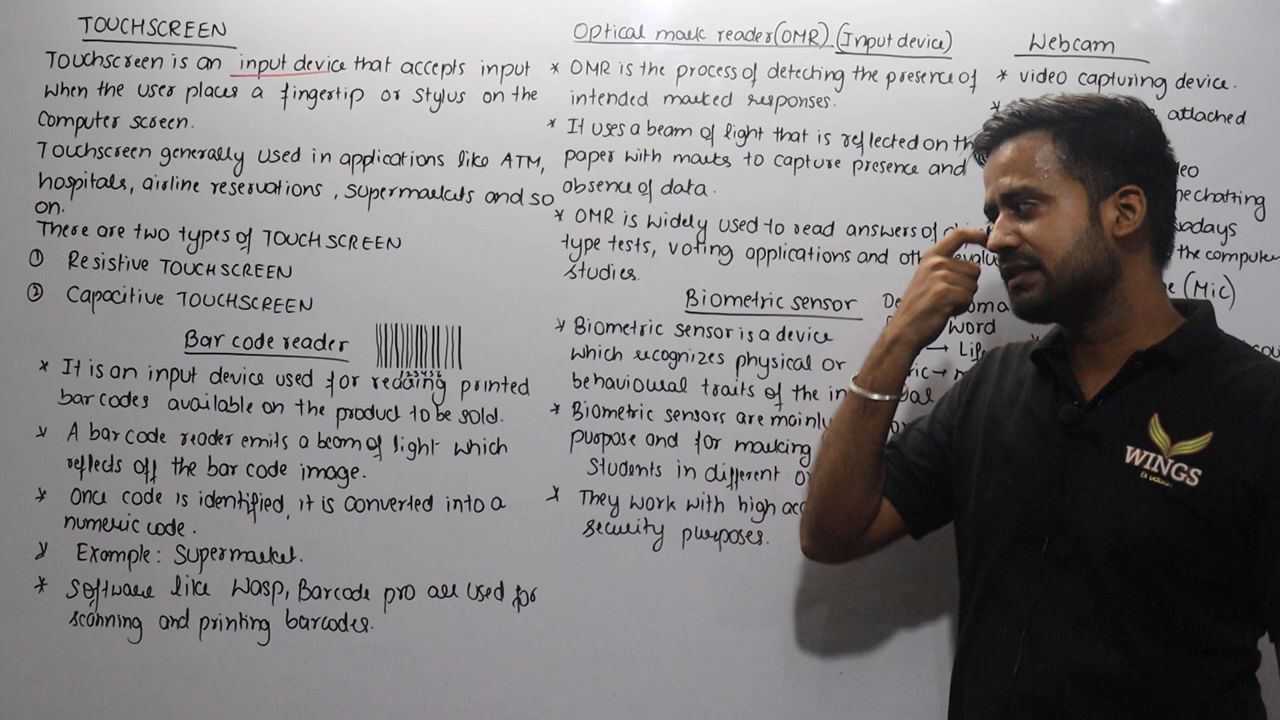 TOUCHSCREEN
Touchscreen is an input device that accepts input
when the user places a fingertip or stylus on the
computer screen.
Touchscreen generally used in applications like ATM,
hospitals, airline reservations, supermarkets and so
on.
There are two types of TOUCHSCREEN
① Resistive TOUCHSCREEN
② Capacitive TOUCHSCREEN
Bar code reader
123456
* It is an input device used for redaing printed
bar codes available on the product to be sold.
* A bar code reader emits a beam of light which
reflects off the bar code image.
* Once code is identified, it is converted into a
numeric code.
* Example: Supermarket.
* Software like Wasp, Barcode pro are used for
scanning and printing barcodes.
Optical mark reader (OMR) (Input device)
* OMR is the process of detecting the presence of
intended marked responses.
* It uses a beam of light that is reflected on the
paper with marks to capture presence and
absence of data.
* OMR is widely used to read answers of
type tests, voting applications and
studies.
Biometric sensor
* Biometric sensor is a device
which recognizes physical or
behavioural traits of the
* Biometric sensors are mainly
purpose and for marking
students in different
* They work with high
security purposes.
word
→ Life
Webcam
* video capturing device.
*
attached
chatting
the computer
(Mic)
WINGS